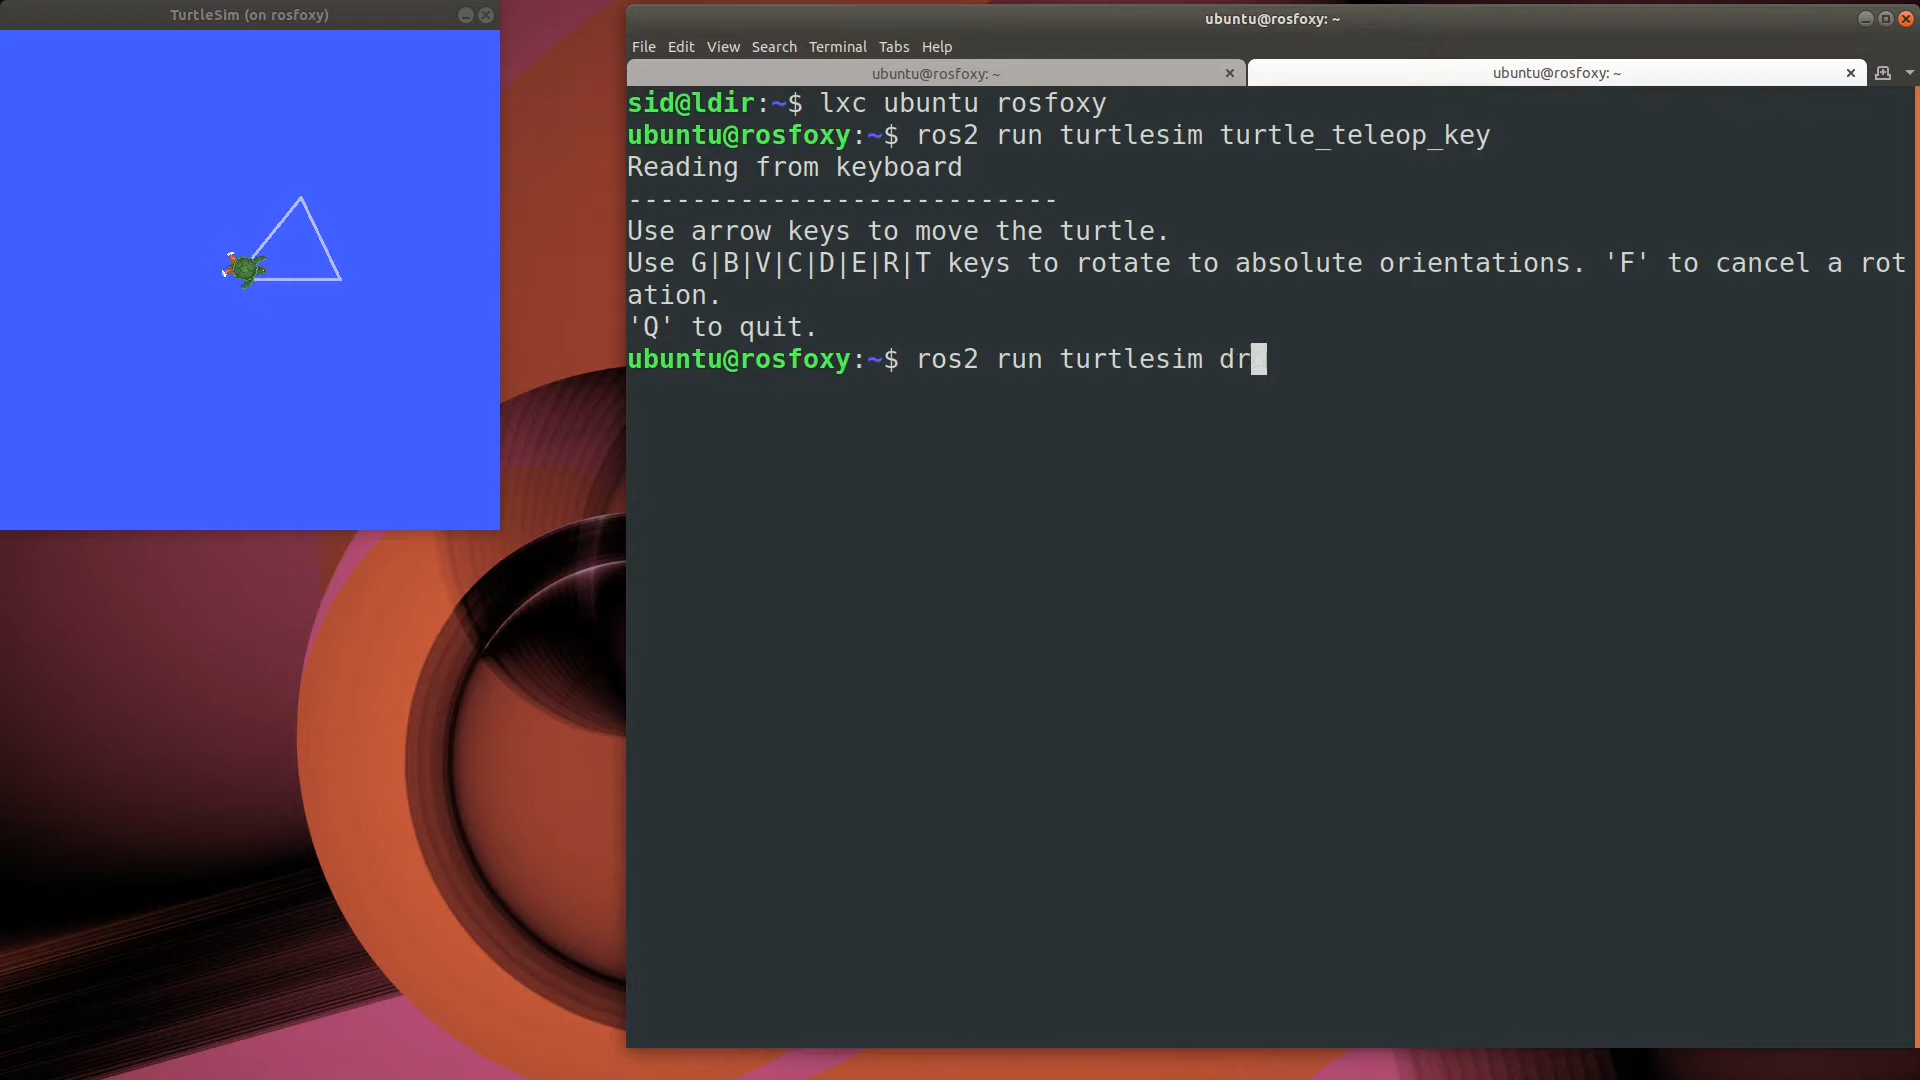 TurtleSim (on rosfoxy)
ubuntu@rosfoxy: ~
File Edit View Search Terminal Tabs Help
ubuntu@rosfoxy: ~ ubuntu@rosfoxy: ~
sid@ldir:~$ lxc ubuntu rosfoxy
ubuntu@rosfoxy:~$ ros2 run turtlesim turtle_teleop_key
Reading from keyboard
---------------------------
Use arrow keys to move the turtle.
Use G|B|V|C|D|E|R|T keys to rotate to absolute orientations. 'F' to cancel a rot
ation.
'Q' to quit.
ubuntu@rosfoxy:~$ ros2 run turtlesim dr